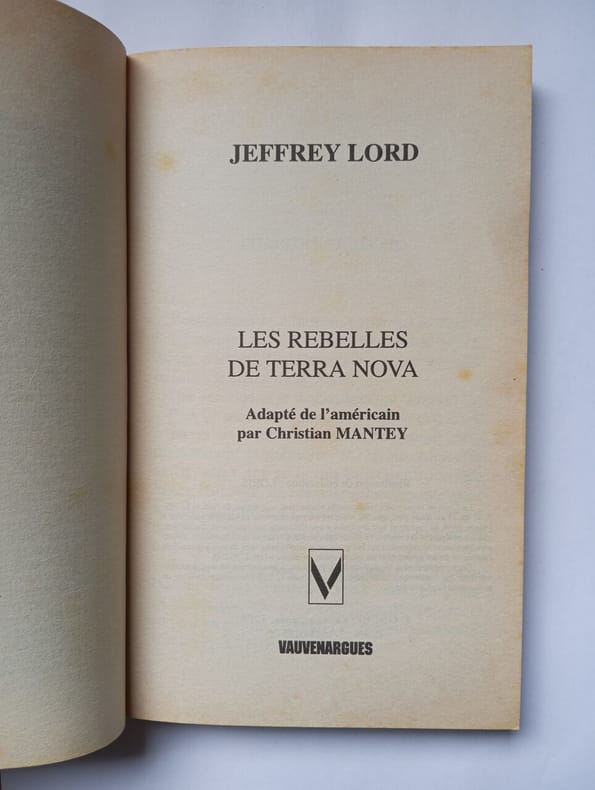 JEFFREY LORD
LES REBELLES
DE TERRA NOVA
Adapté de l’américain
par Christian MANTEY
VAUVENARGUES